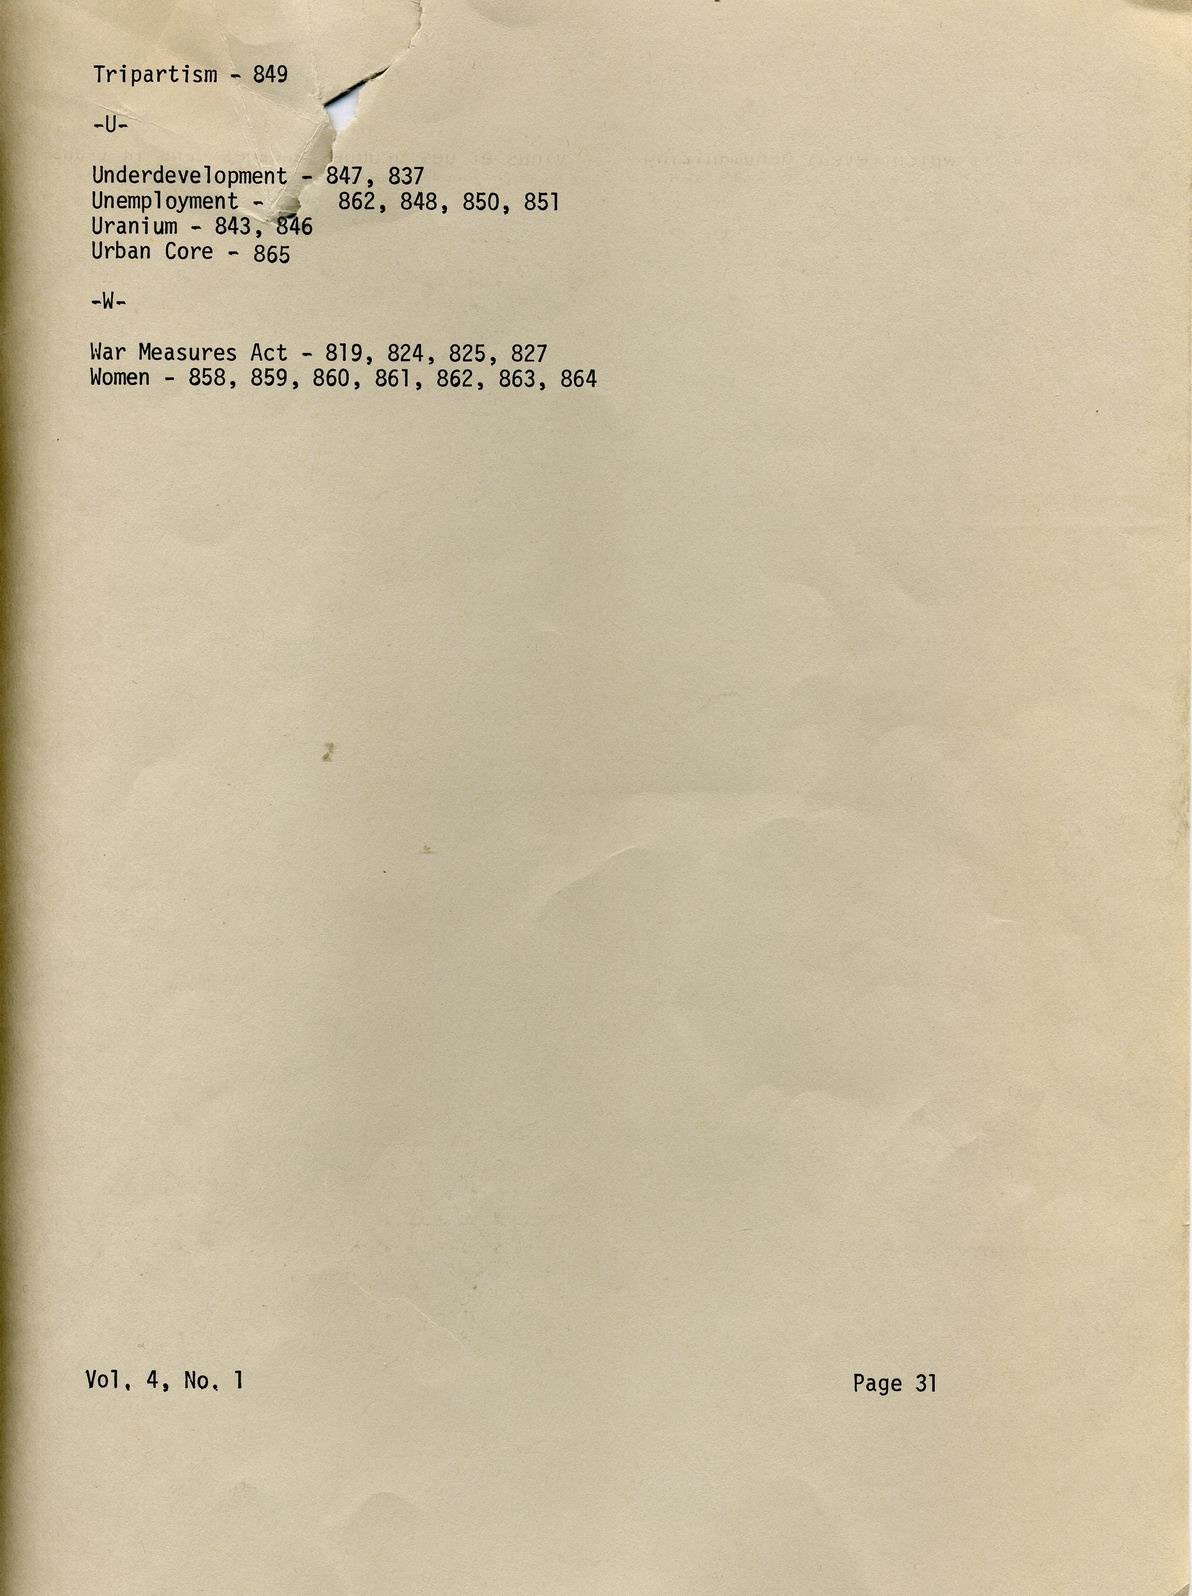 Tripartism - 849
-U-
Underdevelopment - 847, 837
Unemployment - 862, 848, 850, 851
Uranium - 843, 846
Urban Core - 865
-W-
War Measures Act - 819, 824, 825, 827
Women - 858, 859, 860, 861, 862, 863, 864
Vol. 4, No. 1
Page 31